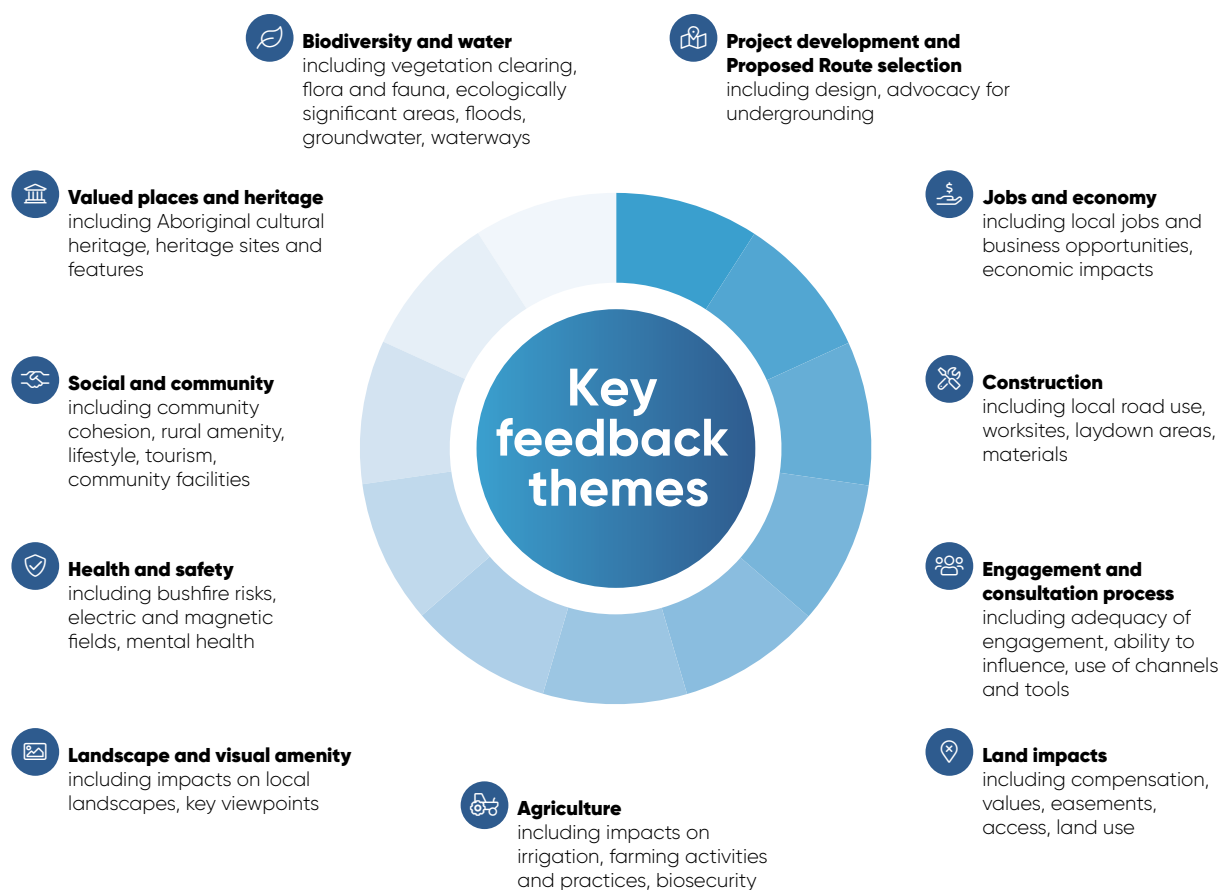 Biodiversity and water
including vegetation clearing,
flora and fauna, ecologically
significant areas, floods,
groundwater, waterways
Project development and
Proposed Route selection
including design, advocacy for
undergrounding
Valued places and heritage
including Aboriginal cultural
heritage, heritage sites and
features
$
Jobs and economy
including local jobs and
business opportunities,
economic impacts
Social and community
including community
cohesion, rural amenity,
lifestyle, tourism,
community facilities
Key
feedback
themes
Construction
including local road use,
worksites, laydown areas,
materials
Health and safety
including bushfire risks,
electric and magnetic
fields, mental health
Engagement and
consultation process
including adequacy of
engagement, ability to
influence, use of channels
and tools
Landscape and visual amenity
including impacts on local
landscapes, key viewpoints
Agriculture
including impacts on
irrigation, farming activities
and practices, biosecurity
Land impacts
including compensation,
values, easements,
access, land use